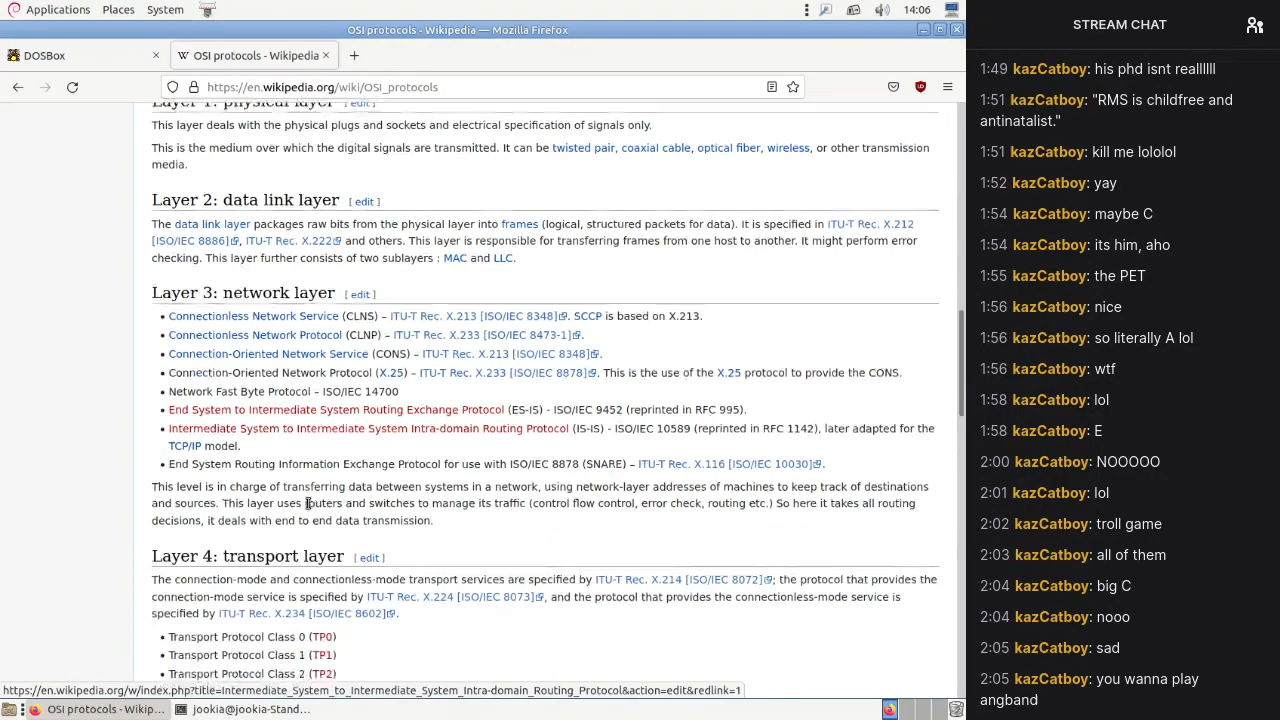 Applications Places System 14:06
OSI protocols - Wikipedia — Mozilla Firefox
DOSBox
OSI protocols - Wikipedia
https://en.wikipedia.org/wiki/OSI_protocols
Layer 1: physical layer [ edit ]
This layer deals with the physical plugs and sockets and electrical specification of signals only.
This is the medium over which the digital signals are transmitted. It can be twisted pair, coaxial cable, optical fiber, wireless, or other transmission
media.
Layer 2: data link layer [ edit ]
The data link layer packages raw bits from the physical layer into frames (logical, structured packets for data). It is specified in ITU-T Rec. X.212
[ISO/IEC 8886], ITU-T Rec. X.222 and others. This layer is responsible for transferring frames from one host to another. It might perform error
checking. This layer further consists of two sublayers : MAC and LLC.
Layer 3: network layer [ edit ]
• Connectionless Network Service (CLNS) – ITU-T Rec. X.213 [ISO/IEC 8348]. SCCP is based on X.213.
• Connectionless Network Protocol (CLNP) – ITU-T Rec. X.233 [ISO/IEC 8473-1].
• Connection-Oriented Network Service (CONS) – ITU-T Rec. X.213 [ISO/IEC 8348].
• Connection-Oriented Network Protocol (X.25) – ITU-T Rec. X.233 [ISO/IEC 8878]. This is the use of the X.25 protocol to provide the CONS.
• Network Fast Byte Protocol – ISO/IEC 14700
• End System to Intermediate System Routing Exchange Protocol (ES-IS) - ISO/IEC 9452 (reprinted in RFC 995).
• Intermediate System to Intermediate System Intra-domain Routing Protocol (IS-IS) - ISO/IEC 10589 (reprinted in RFC 1142), later adapted for the
TCP/IP model.
• End System Routing Information Exchange Protocol for use with ISO/IEC 8878 (SNARE) – ITU-T Rec. X.116 [ISO/IEC 10030].
This level is in charge of transferring data between systems in a network, using network-layer addresses of machines to keep track of destinations
and sources. This layer uses routers and switches to manage its traffic (control flow control, error check, routing etc.) So here it takes all routing
decisions, it deals with end to end data transmission.
Layer 4: transport layer [ edit ]
The connection-mode and connectionless-mode transport services are specified by ITU-T Rec. X.214 [ISO/IEC 8072]; the protocol that provides the
connection-mode service is specified by ITU-T Rec. X.224 [ISO/IEC 8073], and the protocol that provides the connectionless-mode service is
specified by ITU-T Rec. X.234 [ISO/IEC 8602].
• Transport Protocol Class 0 (TP0)
• Transport Protocol Class 1 (TP1)
• Transport Protocol Class 2 (TP2)
https://en.wikipedia.org/w/index.php?title=Intermediate_System_to_Intermediate_System_Intra-domain_Routing_Protocol&action=edit&redlink=1
OSI protocols - Wikip...
jookia@jookia-Stand...
STREAM CHAT
1:49 kazCatboy: his phd isnt reallllll
1:51 kazCatboy: "RMS is childfree and
antinatalist."
1:51 kazCatboy: kill me lololol
1:52 kazCatboy: yay
1:54 kazCatboy: maybe C
1:54 kazCatboy: its him, aho
1:55 kazCatboy: the PET
1:56 kazCatboy: nice
1:56 kazCatboy: so literally A lol
1:56 kazCatboy: wtf
1:58 kazCatboy: lol
1:58 kazCatboy: E
2:00 kazCatboy: NOOOOO
2:01 kazCatboy: lol
2:02 kazCatboy: troll game
2:03 kazCatboy: all of them
2:04 kazCatboy: big C
2:04 kazCatboy: nooo
2:05 kazCatboy: sad
2:05 kazCatboy: you wanna play
angband